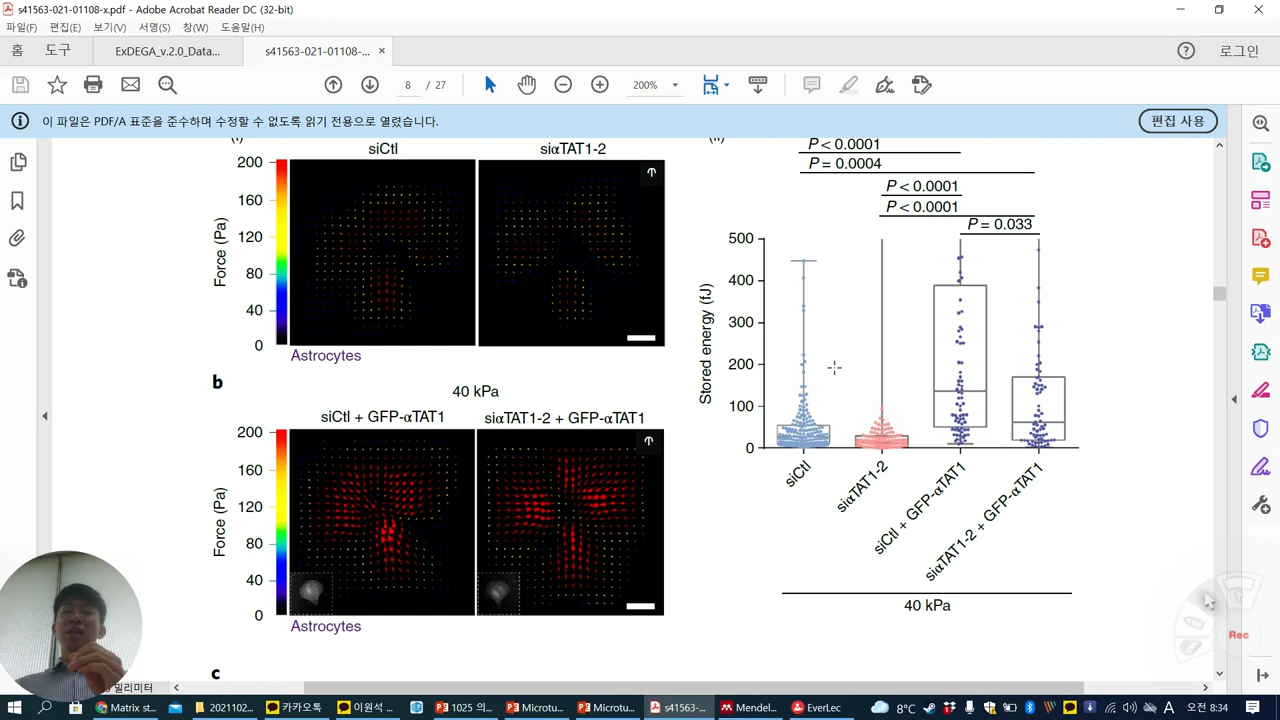 s41563-021-01108-x.pdf - Adobe Acrobat Reader DC (32-bit)
파일(F) 편집(E) 보기(V) 서명(S) 창(W) 도움말(H)
홈 도구 ExDEGA_v.2.0_Data... s41563-021-01108-... × 로그인
8 / 27 200%
이 파일은 PDF/A 표준을 준수하며 수정할 수 없도록 읽기 전용으로 열렸습니다. 편집 사용
siCtl siαTAT1-2
Force (Pa)
200
160
120
80
40
0
Astrocytes
b
40 kPa
siCtl + GFP-αTAT1 siαTAT1-2 + GFP-αTAT1
Force (Pa)
200
160
120
80
40
0
Astrocytes
c
P < 0.0001
P = 0.0004
P < 0.0001
P < 0.0001
P = 0.033
Stored energy (fJ)
500
400
300
200
100
0
siCtl
siαTAT1-2
siCtl + GFP-αTAT1
siαTAT1-2 + GFP-αTAT1
40 kPa
Rec
밀리미터
Matrix st... 2021102... 카카오톡 이원석 ... 1025 의... Microtu... Microtu... s41563-... Mendel... EverLec 8°C A 오전 8:34